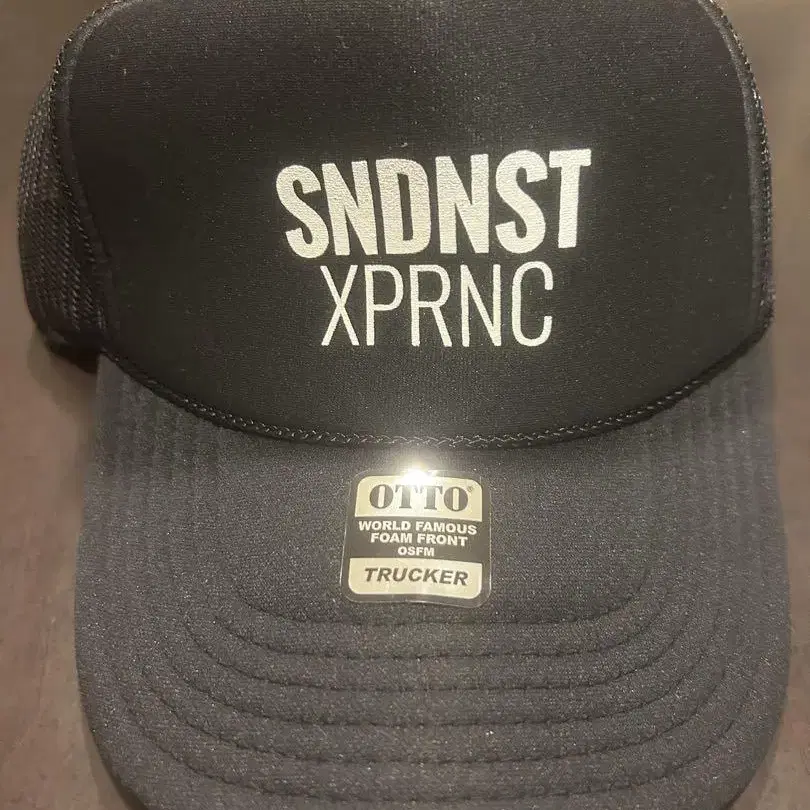 SNDNST
XPRNC
OTTO®
WORLD FAMOUS
FOAM FRONT
OSFM
TRUCKER